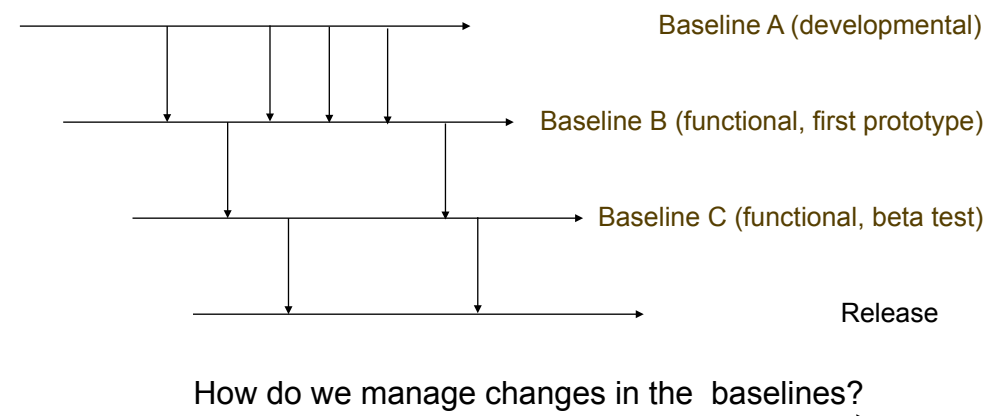 Baseline A (developmental)
Baseline B (functional, first prototype)
Baseline C (functional, beta test)
Release
How do we manage changes in the  baselines?